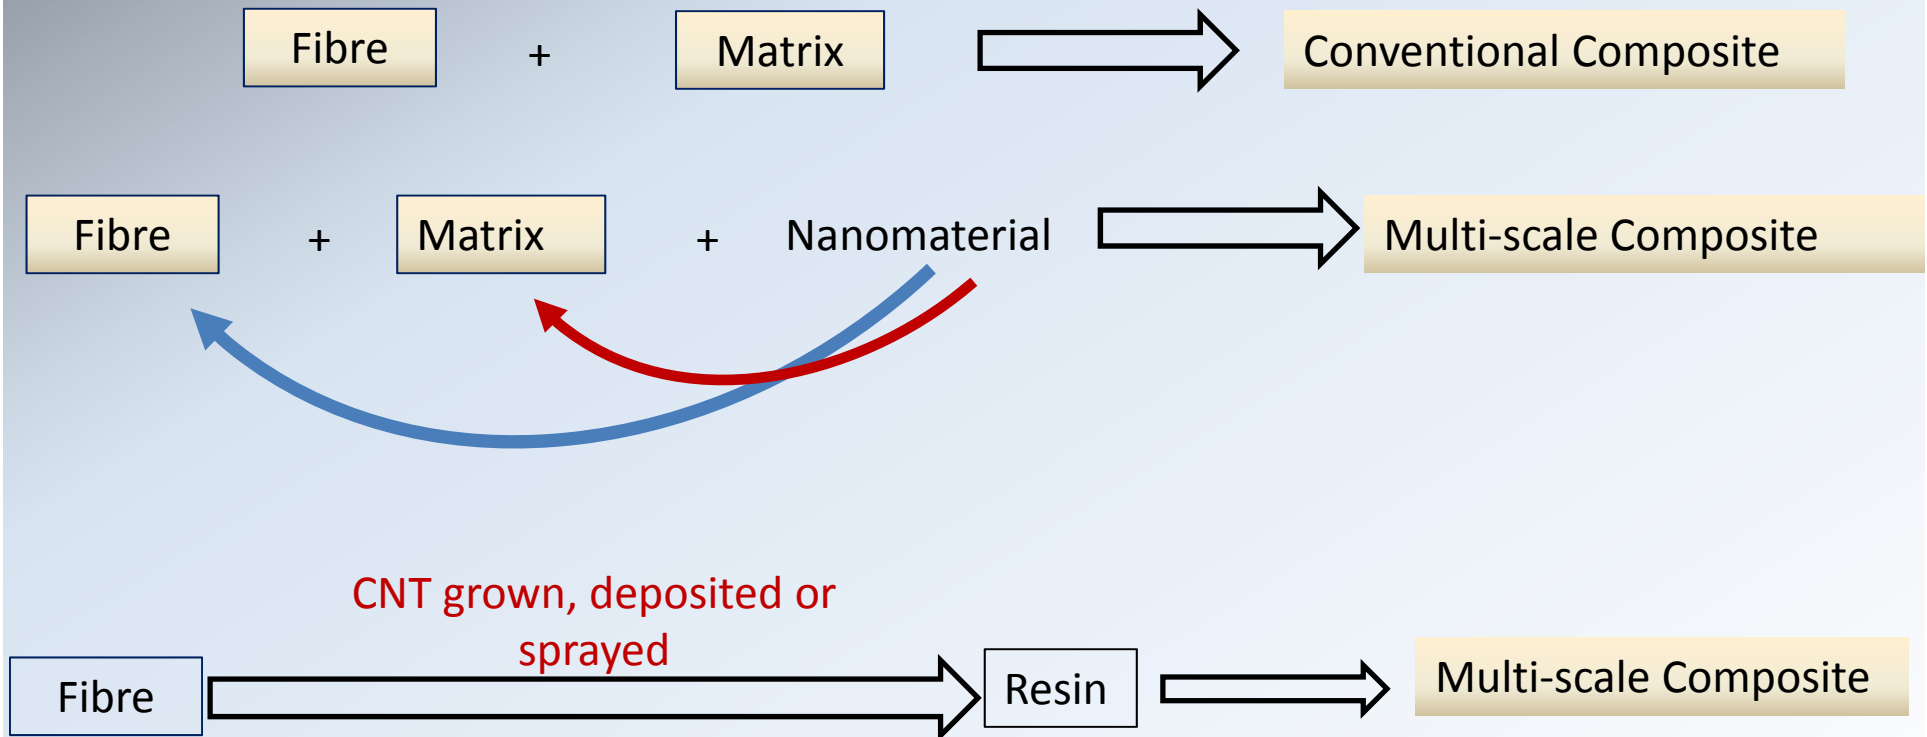 Fibre + Matrix Conventional Composite
Fibre + Matrix + Nanomaterial Multi-scale Composite
CNT grown, deposited or
sprayed
Fibre Resin Multi-scale Composite